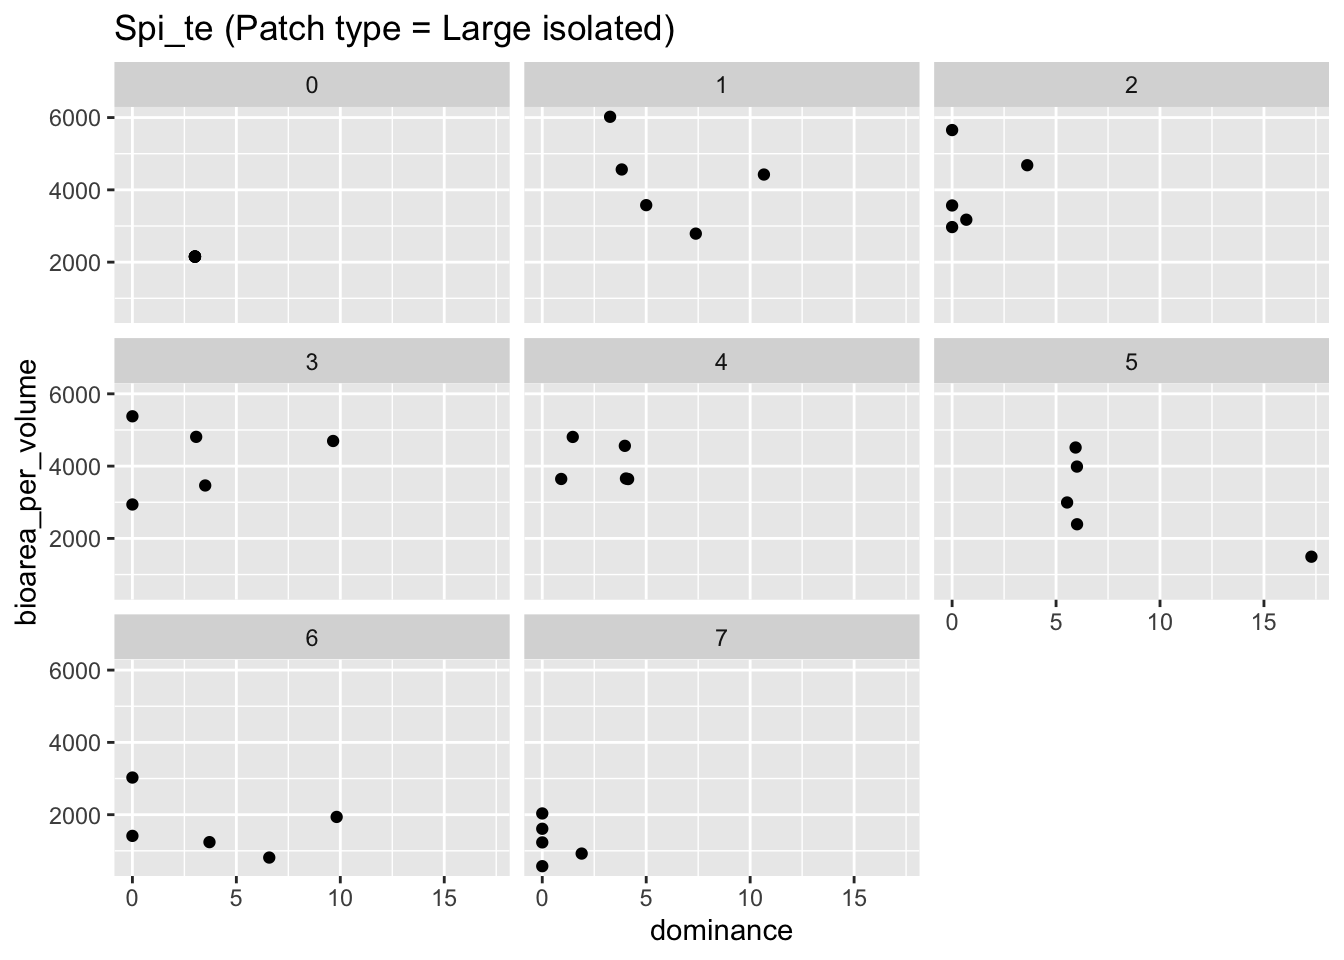 Spi_te (Patch type = Large isolated)
0 1 2
6000
4000
2000
3 4 5
6000
4000
2000
0 5 10 15
6 7
6000
4000
2000
0 5 10 15 0 5 10 15
dominance
bioarea_per_volume